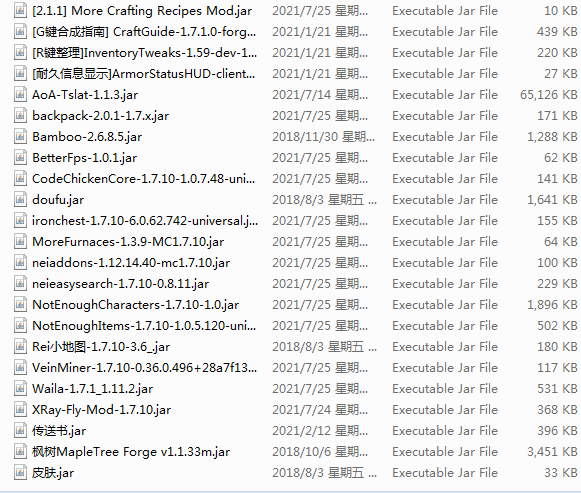 [2.1.1] More Crafting Recipes Mod.jar 2021/7/25 星期... Executable Jar File 10 KB
[G键合成指南] CraftGuide-1.7.1.0-forg... 2021/1/21 星期... Executable Jar File 439 KB
[R键整理]InventoryTweaks-1.59-dev-1... 2021/1/21 星期... Executable Jar File 220 KB
[耐久信息显示]ArmorStatusHUD-client... 2021/1/21 星期... Executable Jar File 27 KB
AoA-Tslat-1.1.3.jar 2021/7/14 星期... Executable Jar File 65,126 KB
backpack-2.0.1-1.7.x.jar 2021/7/25 星期... Executable Jar File 171 KB
Bamboo-2.6.8.5.jar 2018/11/30 星期... Executable Jar File 1,288 KB
BetterFps-1.0.1.jar 2021/7/25 星期... Executable Jar File 62 KB
CodeChickenCore-1.7.10-1.0.7.48-uni... 2021/7/25 星期... Executable Jar File 141 KB
doufu.jar 2018/8/3 星期五 ... Executable Jar File 1,641 KB
ironchest-1.7.10-6.0.62.742-universal.j... 2021/7/25 星期... Executable Jar File 155 KB
MoreFurnaces-1.3.9-MC1.7.10.jar 2021/7/25 星期... Executable Jar File 64 KB
neiaddons-1.12.14.40-mc1.7.10.jar 2021/7/25 星期... Executable Jar File 100 KB
neieasysearch-1.7.10-0.8.11.jar 2021/7/25 星期... Executable Jar File 229 KB
NotEnoughCharacters-1.7.10-1.0.jar 2021/7/25 星期... Executable Jar File 1,896 KB
NotEnoughItems-1.7.10-1.0.5.120-uni... 2021/7/25 星期... Executable Jar File 502 KB
Rei小地图-1.7.10-3.6_.jar 2018/8/3 星期五 ... Executable Jar File 180 KB
VeinMiner-1.7.10-0.36.0.496+28a7f13... 2021/7/25 星期... Executable Jar File 117 KB
Waila-1.7.1_1.11.2.jar 2021/7/25 星期... Executable Jar File 531 KB
XRay-Fly-Mod-1.7.10.jar 2021/7/24 星期... Executable Jar File 368 KB
传送书.jar 2021/2/12 星期... Executable Jar File 396 KB
枫树MapleTree Forge v1.1.33m.jar 2018/10/6 星期... Executable Jar File 3,451 KB
皮肤.jar 2018/8/3 星期五 ... Executable Jar File 33 KB